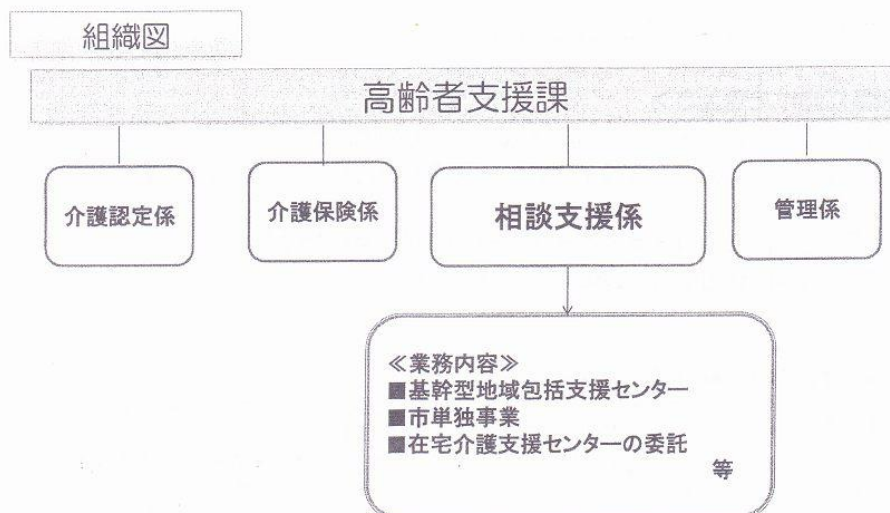 組織図
高齢者支援課
介護認定係
介護保険係
相談支援係
管理係
≪業務内容≫
■基幹型地域包括支援センター
■市単独事業
■在宅介護支援センターの委託
等